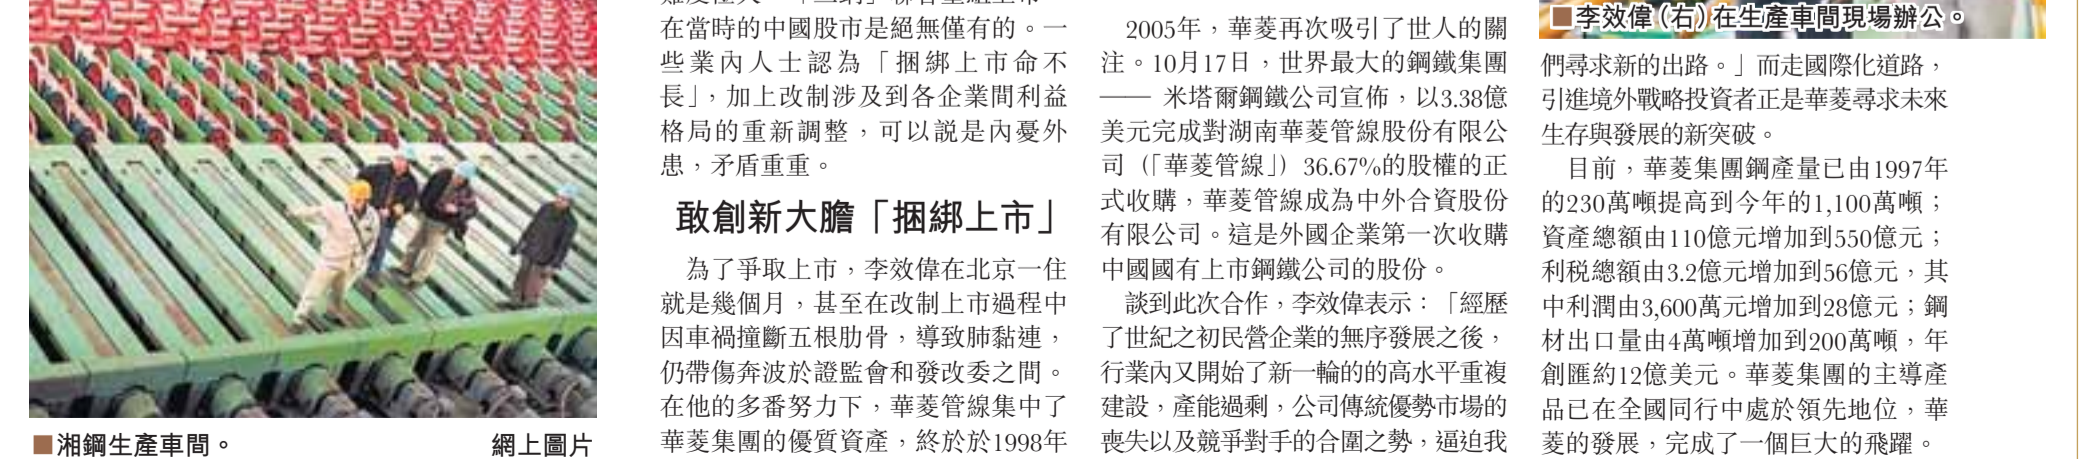 ■湘鋼生產車間。 網上圖片
在當時的中國股市是絕無僅有的。一
些業內人士認為「捆綁上市命不
長」，加上改制涉及到各企業間利益
格局的重新調整，可以說是內憂外
患，矛盾重重。
敢創新大膽「捆綁上市」
為了爭取上市，李效偉在北京一住
就是幾個月，甚至在改制上市過程中
因車禍撞斷五根肋骨，導致肺黏連，
仍帶傷奔波於證監會和發改委之間。
在他的多番努力下，華菱管線集中了
華菱集團的優質資產，終於於1998年
2005年，華菱再次吸引了世人的關
注。10月17日，世界最大的鋼鐵集團
—— 米塔爾鋼鐵公司宣佈，以3.38億
美元完成對湖南華菱管線股份有限公
司（「華菱管線」）36.67%的股權的正
式收購，華菱管線成為中外合資股份
有限公司。這是外國企業第一次收購
中國國有上市鋼鐵公司的股份。
談到此次合作，李效偉表示：「經歷
了世紀之初民營企業的無序發展之後，
行業內又開始了新一輪的的高水平重複
建設，產能過剩，公司傳統優勢市場的
喪失以及競爭對手的合圍之勢，逼迫我
■李效偉（右）在生產車間現場辦公。
們尋求新的出路。」而走國際化道路，
引進境外戰略投資者正是華菱尋求未來
生存與發展的新突破。
目前，華菱集團鋼產量已由1997年
的230萬噸提高到今年的1,100萬噸；
資產總額由110億元增加到550億元；
利稅總額由3.2億元增加到56億元，其
中利潤由3,600萬元增加到28億元；鋼
材出口量由4萬噸增加到200萬噸，年
創匯約12億美元。華菱集團的主導產
品已在全國同行中處於領先地位，華
菱的發展，完成了一個巨大的飛躍。